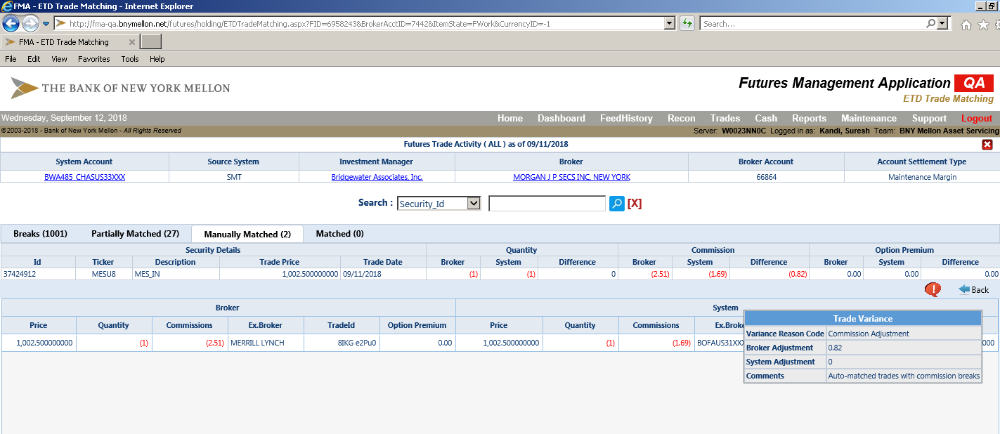 FMA - ETD Trade Matching - Internet Explorer
http://fma-qa.bnymellon.net/futures/holding/ETDTradeMatching.aspx?FID=6958243&BrokerAcctID=7442&ItemState=FWork&CurrencyID=-1 Search...
FMA - ETD Trade Matching
File Edit View Favorites Tools Help
THE BANK OF NEW YORK MELLON
Futures Management Application QA
ETD Trade Matching
Wednesday, September 12, 2018 Home Dashboard FeedHistory Recon Trades Cash Reports Maintenance Support Logout
©2003-2018 - Bank of New York Mellon - All Rights Reserved Server: W0023NN0C Logged in as: Kandi, Suresh Team: BNY Mellon Asset Servicing
Futures Trade Activity ( ALL ) as of 09/11/2018
System Account Source System Investment Manager Broker Broker Account Account Settlement Type
BWA485 CHASUS33XXX SMT Bridgewater Associates, Inc. MORGAN J P SECS INC, NEW YORK 66864 Maintenance Margin
Search : Security_Id [X]
Breaks (1001) Partially Matched (27) Manually Matched (2) Matched (0)
Security Details Quantity Commission Option Premium
Id Ticker Description Trade Price Trade Date Broker System Difference Broker System Difference Broker System Difference
37424912 MESU8 MES_IN 1,002.500000000 09/11/2018 (1) (1) 0 (2.51) (1.69) (0.82) 0.00 0.00 0.00
! Back
Broker System
Price Quantity Commissions Ex.Broker TradeId Option Premium Price Quantity Commissions Ex.Broke
1,002.500000000 (1) (2.51) MERRILL LYNCH 8IKG e2Pu0 0.00 1,002.500000000 (1) (1.69) BOFAUS31XXX 000
Trade Variance
Variance Reason Code Commission Adjustment
Broker Adjustment 0.82
System Adjustment 0
Comments Auto-matched trades with commission breaks